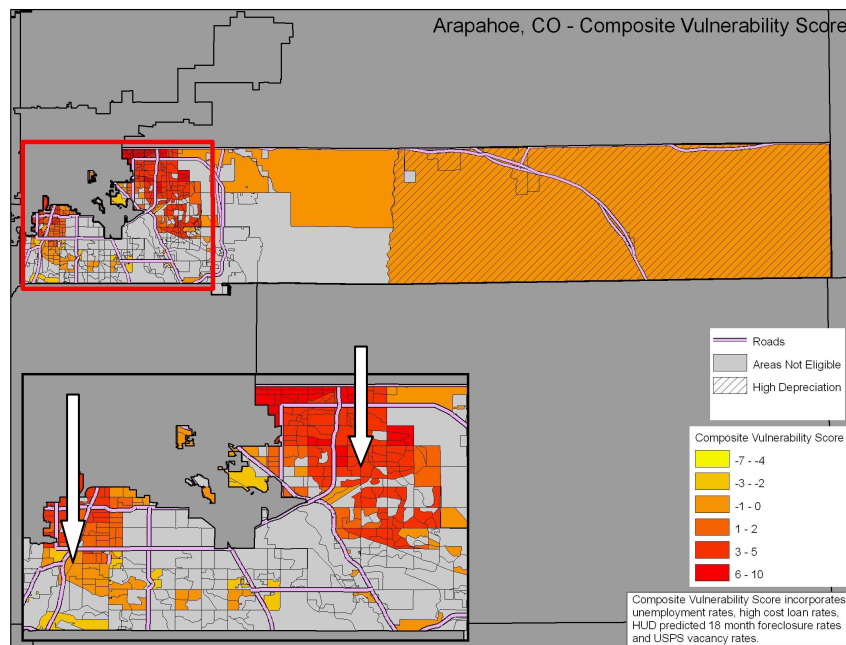 Arapahoe, CO - Composite Vulnerability Score
Roads
Areas Not Eligible
High Depreciation
Composite Vulnerability Score
-7 - -4
-3 - -2
-1 - 0
1 - 2
3 - 5
6 - 10
Composite Vulnerability Score incorporates
unemployment rates, high cost loan rates,
HUD predicted 18 month foreclosure rates
and USPS vacancy rates.